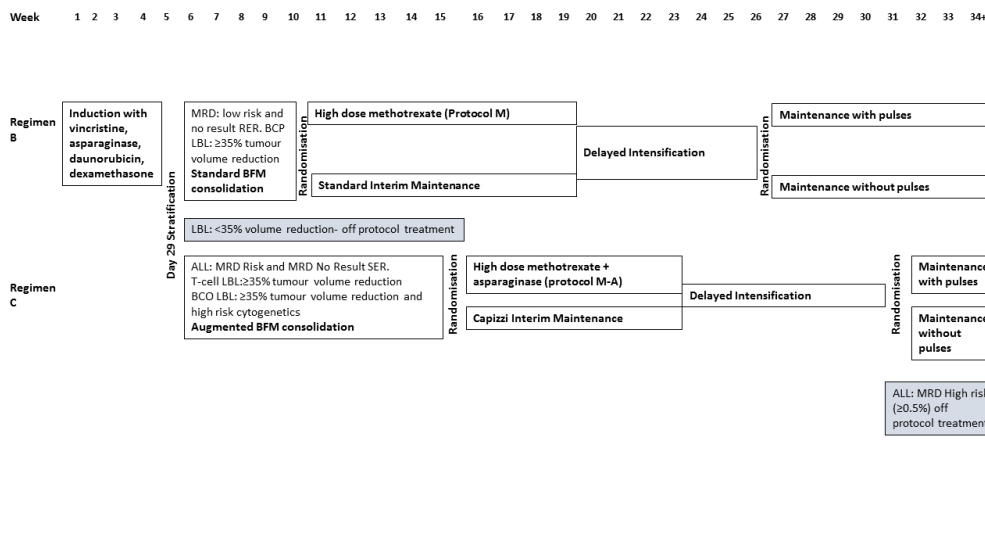 Week 1 2 3 4 5 6 7 8 9 10 11 12 13 14 15 16 17 18 19 20 21 22 23 24 25 26 27 28 29 30 31 32 33 34+
Regimen
B
Induction with
vincristine,
asparaginase,
daunorubicin,
dexamethasone
Day 29 Stratification
MRD: low risk and
no result RER. BCP
LBL: ≥35% tumour
volume reduction
Standard BFM
consolidation
Randomisation
High dose methotrexate (Protocol M)
Standard Interim Maintenance
Delayed Intensification
Randomisation
Maintenance with pulses
Maintenance without pulses
LBL: <35% volume reduction- off protocol treatment
Regimen
C
ALL: MRD Risk and MRD No Result SER.
T-cell LBL:≥35% tumour volume reduction
BCO LBL: ≥35% tumour volume reduction and
high risk cytogenetics
Augmented BFM consolidation
Randomisation
High dose methotrexate +
asparaginase (protocol M-A)
Capizzi Interim Maintenance
Delayed Intensification
Randomisation
Maintenance
with pulses
Maintenance
without
pulses
ALL: MRD High risk
(≥0.5%) off
protocol treatment